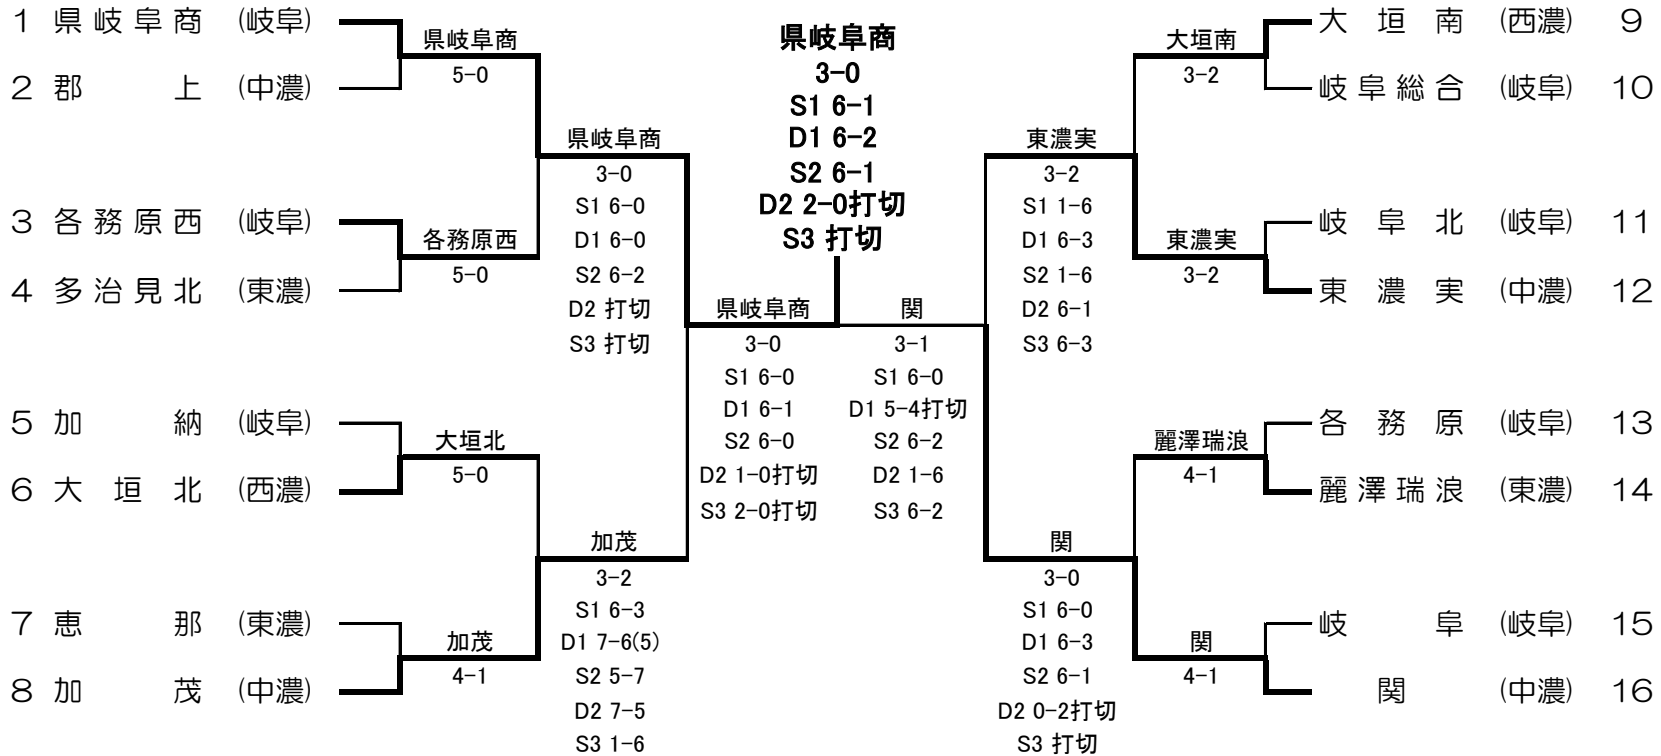 1 県岐阜商 (岐阜)
2 郡上 (中濃)
3 各務原西 (岐阜)
4 多治見北 (東濃)
5 加納 (岐阜)
6 大垣北 (西濃)
7 恵那 (東濃)
8 加茂 (中濃)
県岐阜商
5-0
各務原西
5-0
大垣北
5-0
加茂
4-1
県岐阜商
3-0
S1 6-0
D1 6-0
S2 6-2
D2 打切
S3 打切
加茂
3-2
S1 6-3
D1 7-6(5)
S2 5-7
D2 7-5
S3 1-6
県岐阜商
3-0
S1 6-0
D1 6-1
S2 6-0
D2 1-0打切
S3 2-0打切
県岐阜商
3-0
S1 6-1
D1 6-2
S2 6-1
D2 2-0打切
S3 打切
関
3-1
S1 6-0
D1 5-4打切
S2 6-2
D2 1-6
S3 6-2
東濃実
3-2
S1 1-6
D1 6-3
S2 1-6
D2 6-1
S3 6-3
関
3-0
S1 6-0
D1 6-3
S2 6-1
D2 0-2打切
S3 打切
大垣南
3-2
東濃実
3-2
麗澤瑞浪
4-1
関
4-1
大垣南 (西濃) 9
岐阜総合 (岐阜) 10
岐阜北 (岐阜) 11
東濃実 (中濃) 12
各務原 (岐阜) 13
麗澤瑞浪 (東濃) 14
岐阜 (岐阜) 15
関 (中濃) 16